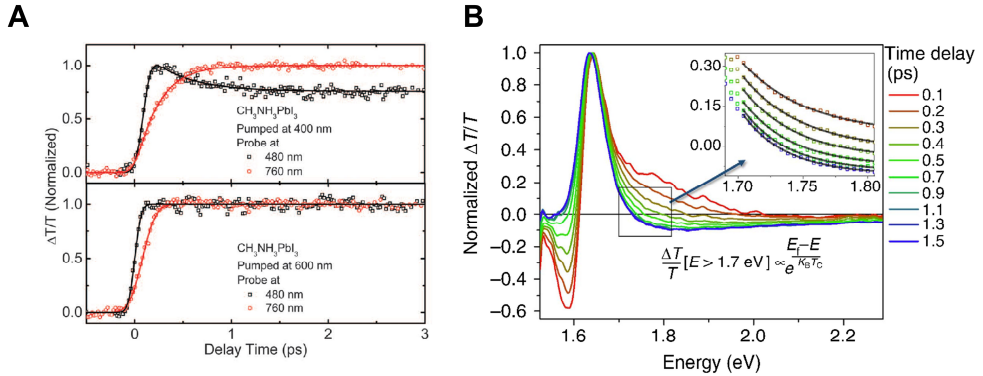 A
ΔT/T (Normalized)
1.0
0.5
0.0
CH3NH3PbI3
Pumped at 400 nm
Probe at
480 nm
760 nm
1.0
0.5
0.0
CH3NH3PbI3
Pumped at 600 nm
Probe at
480 nm
760 nm
0 1 2 3
Delay Time (ps)
B
Normalized ΔT/T
1.0
0.8
0.6
0.4
0.2
0.0
−0.2
−0.4
−0.6
1.6 1.8 2.0 2.2
Energy (eV)
0.30
0.15
0.00
1.70 1.75 1.80
ΔT/T [E > 1.7 eV] ∝ e^(Ef−E)/(KBTC)
Time delay
(ps)
0.1
0.2
0.3
0.4
0.5
0.7
0.9
1.1
1.3
1.5